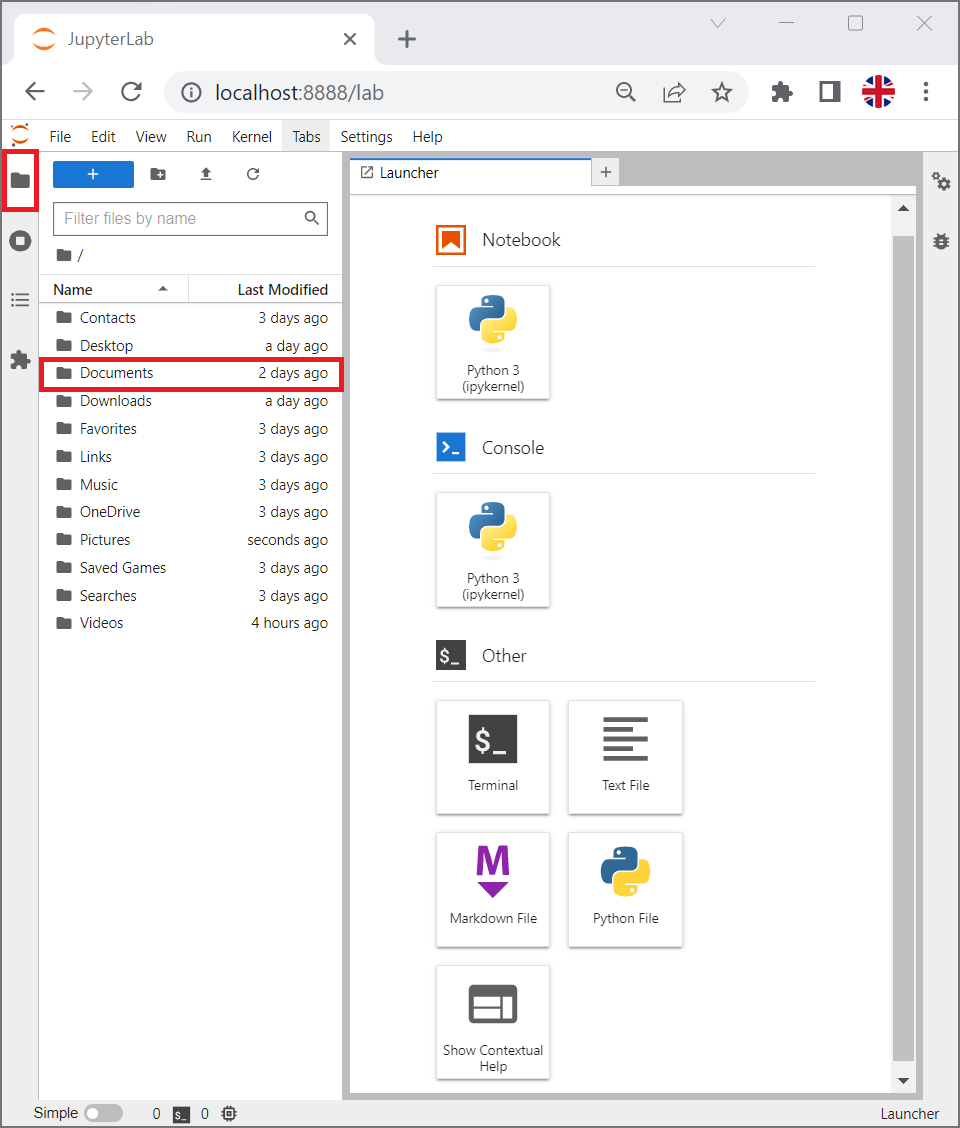 JupyterLab
localhost:8888/lab
File Edit View Run Kernel Tabs Settings Help
Launcher
Filter files by name
/
Name Last Modified
Contacts 3 days ago
Desktop a day ago
Documents 2 days ago
Downloads a day ago
Favorites 3 days ago
Links 3 days ago
Music 3 days ago
OneDrive 3 days ago
Pictures seconds ago
Saved Games 3 days ago
Searches 3 days ago
Videos 4 hours ago
Notebook
Python 3
(ipykernel)
Console
Python 3
(ipykernel)
$_ Other
$_
Terminal Text File
M
Markdown File Python File
Show Contextual
Help
Simple 0 $_ 0 Launcher